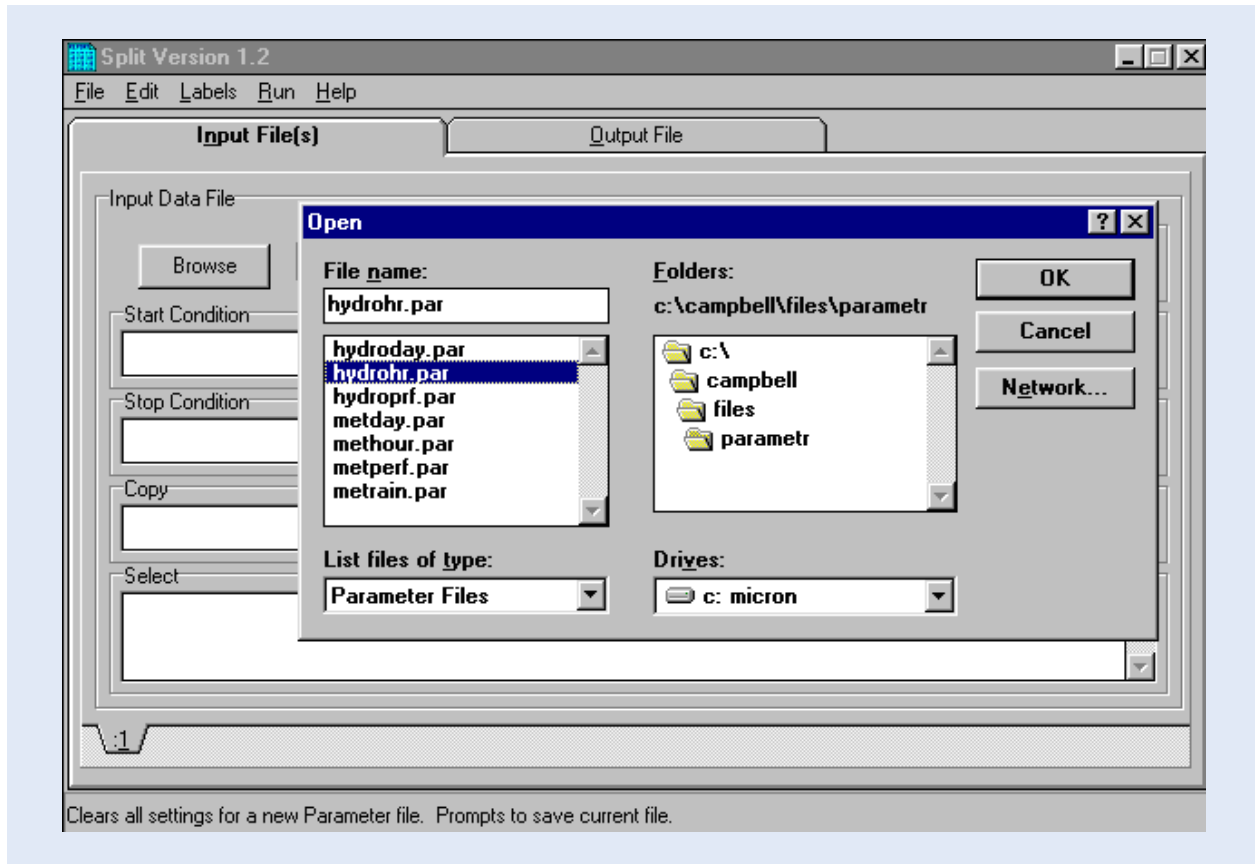 Split Version 1.2
File Edit Labels Run Help
Input File(s) Output File
Input Data File
Browse
Start Condition
Stop Condition
Copy
Select
Open
File name:
hydrohr.par
hydroday.par
hydrohr.par
hydroprf.par
metday.par
methour.par
metperf.par
metrain.par
List files of type:
Parameter Files
Folders:
c:\campbell\files\parametr
c:\
campbell
files
parametr
Drives:
c: micron
OK
Cancel
Network...
:1
Clears all settings for a new Parameter file. Prompts to save current file.